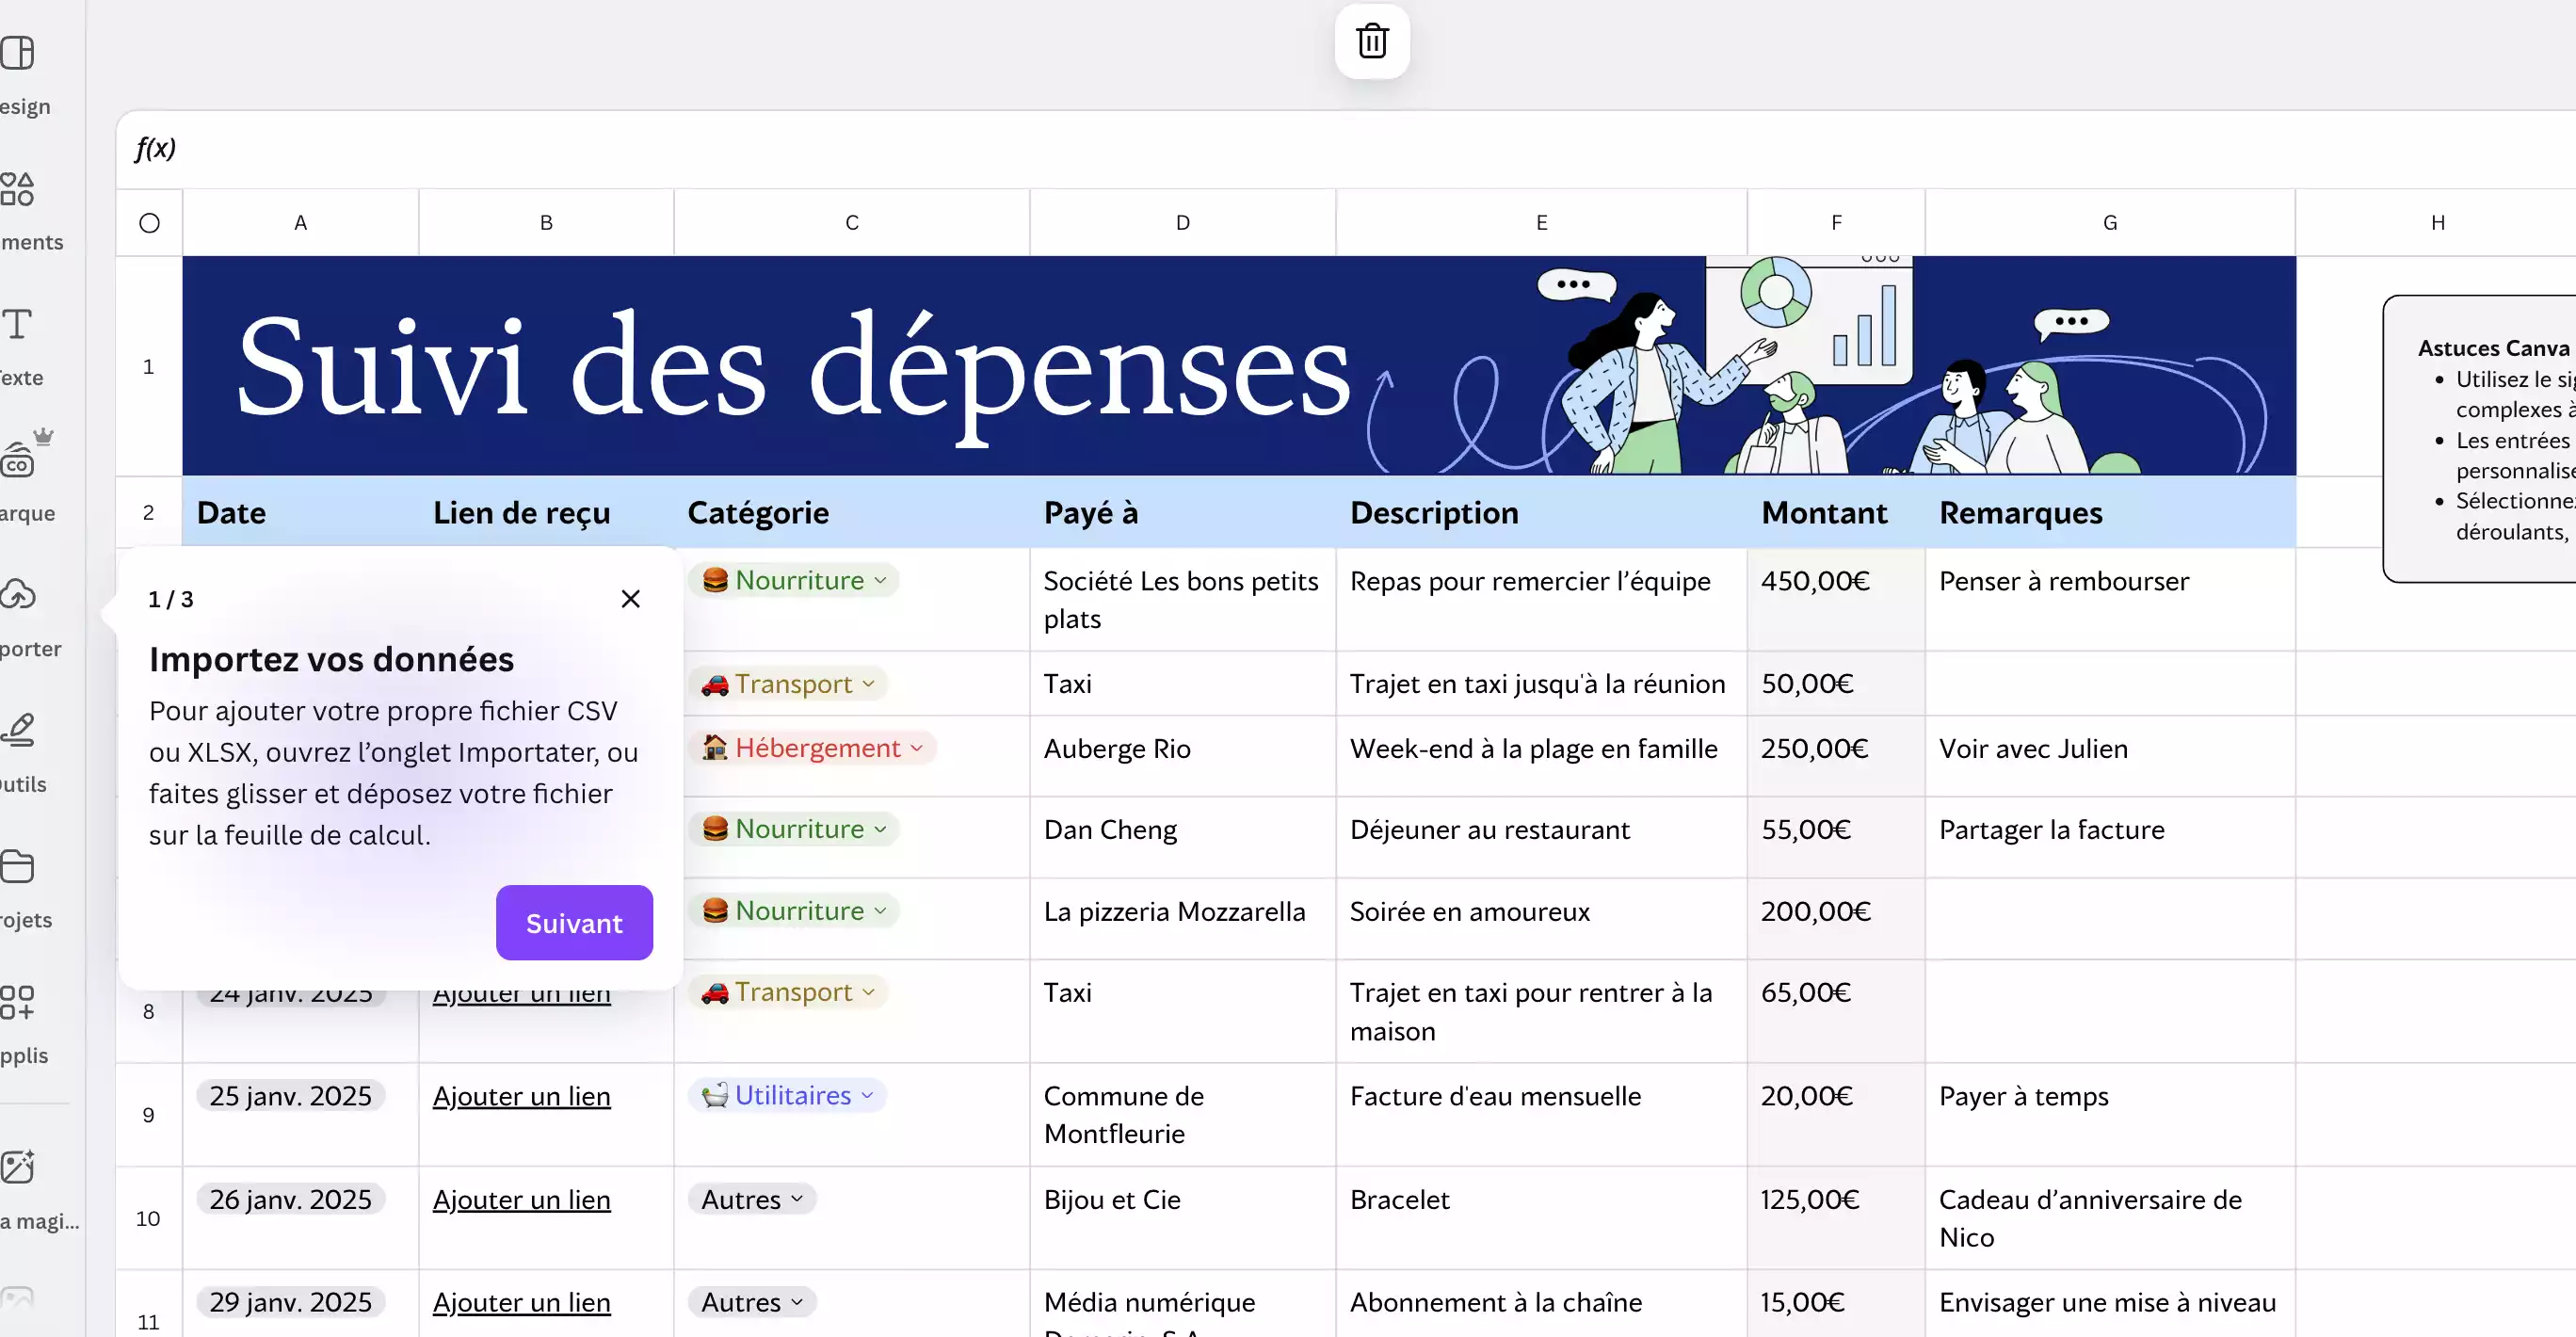 esign
ments
Texte
co
arque
porter
utils
rojets
pplis
a magi...
f(x)
A B C D E F G H
1
Suivi des dépenses
Astuces Canva
Utilisez le
complexes à
Les entrées
Sélectionnez
déroulants,
2 Date Lien de reçu Catégorie Payé à Description Montant Remarques
1 / 3
Importez vos données
Pour ajouter votre propre fichier CSV
ou XLSX, ouvrez l’onglet Importater, ou
faites glisser et déposez votre fichier
sur la feuille de calcul.
Suivant
Nourriture Société Les bons petits Repas pour remercier l’équipe 450,00€ Penser à rembourser
plats
Transport Taxi Trajet en taxi jusqu'à la réunion 50,00€
Hébergement Auberge Rio Week-end à la plage en famille 250,00€ Voir avec Julien
Nourriture Dan Cheng Déjeuner au restaurant 55,00€ Partager la facture
Nourriture La pizzeria Mozzarella Soirée en amoureux 200,00€
8 24 janv. 2025 Ajouter un lien Transport Taxi Trajet en taxi pour rentrer à la 65,00€
maison
9 25 janv. 2025 Ajouter un lien Utilitaires Commune de Facture d'eau mensuelle 20,00€ Payer à temps
Montfleurie
10 26 janv. 2025 Ajouter un lien Autres Bijou et Cie Bracelet 125,00€ Cadeau d’anniversaire de
Nico
11 29 janv. 2025 Ajouter un lien Autres Média numérique Abonnement à la chaîne 15,00€ Envisager une mise à niveau